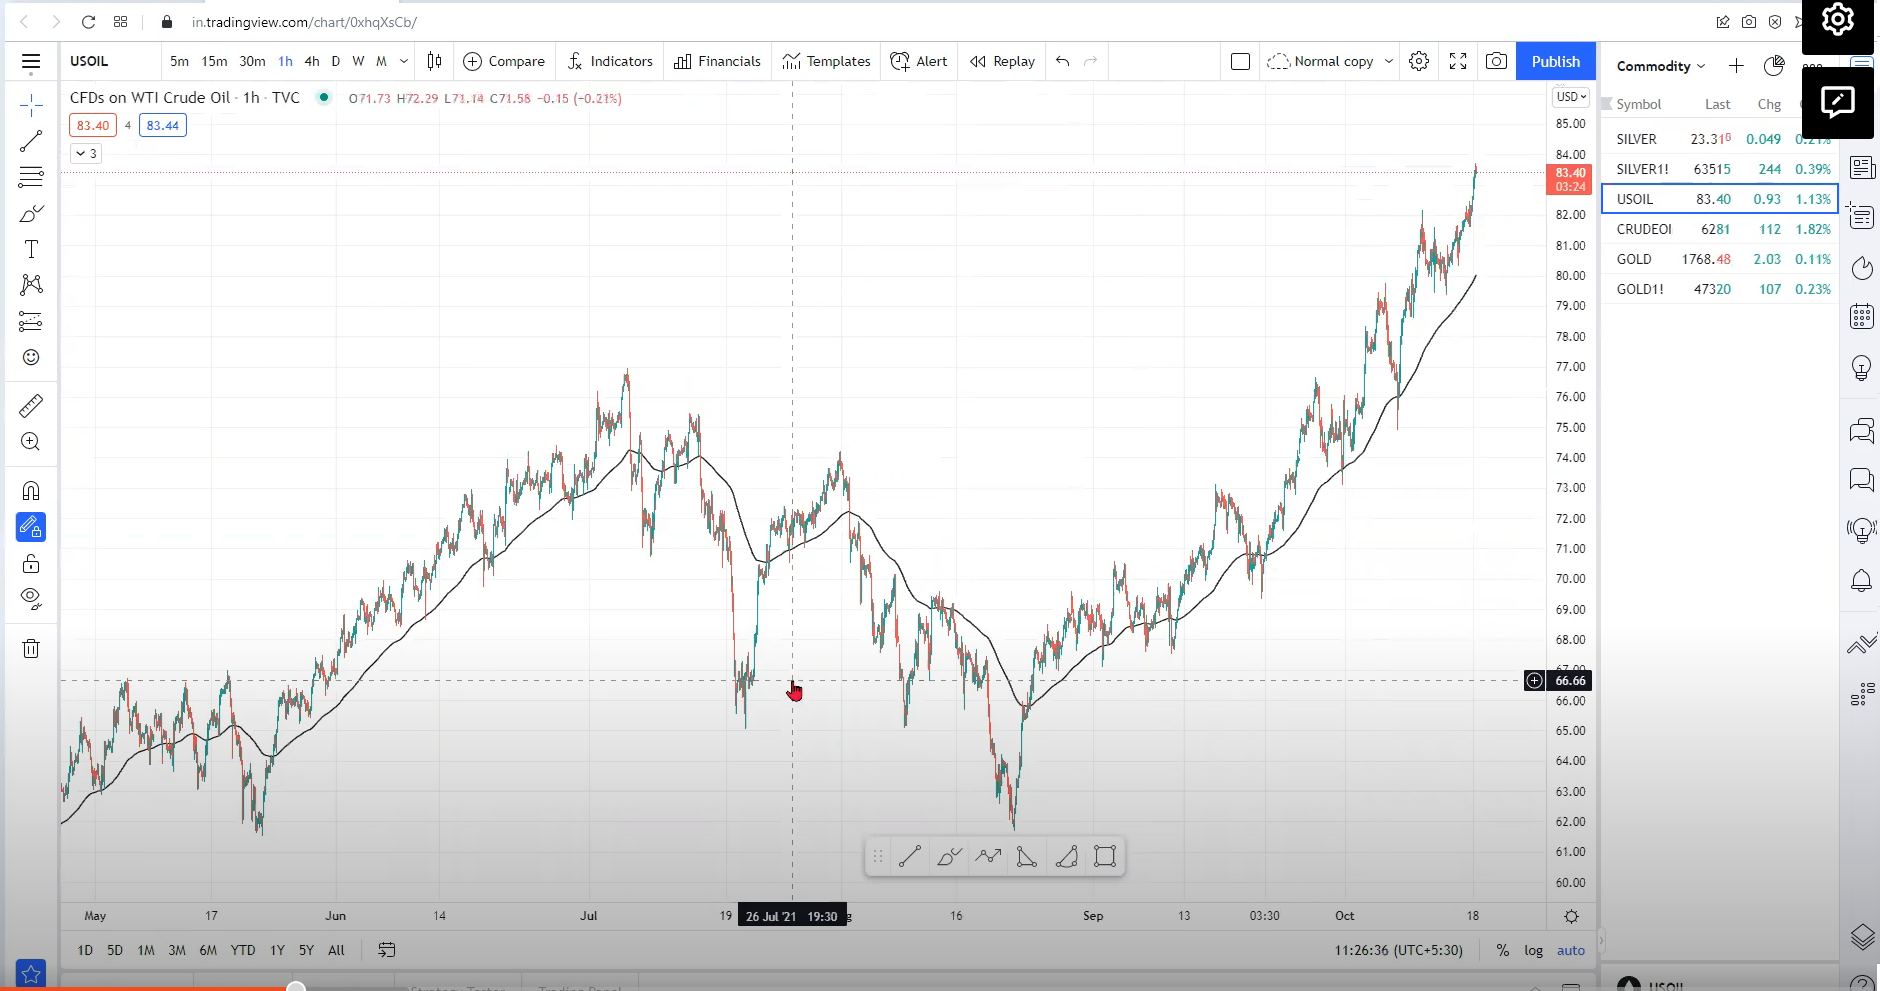 in.tradingview.com/chart/0xhqXsCb/
USOIL 5m 15m 30m 1h 4h D W M Compare Indicators Financials Templates Alert Replay Normal copy Publish
Commodity
CFDs on WTI Crude Oil · 1h · TVC O71.73 H72.29 L71.14 C71.58 -0.15 (-0.21%)
83.40 4 83.44
3
USD
85.00
84.00
83.40
03:24
82.00
81.00
80.00
79.00
78.00
77.00
76.00
75.00
74.00
73.00
72.00
71.00
70.00
69.00
68.00
67.00
66.66
66.00
65.00
64.00
63.00
62.00
61.00
60.00
Symbol Last Chg
SILVER 23.318 0.049 0.21%
SILVER1! 63515 244 0.39%
USOIL 83.40 0.93 1.13%
CRUDEOI 6281 112 1.82%
GOLD 1768.48 2.03 0.11%
GOLD1! 47320 107 0.23%
May 17 Jun 14 Jul 19 26 Jul '21 19:30 16 Sep 13 03:30 Oct 18
1D 5D 1M 3M 6M YTD 1Y 5Y All 11:26:36 (UTC+5:30) % log auto
Strategy Tester Trading Panel
USOIL